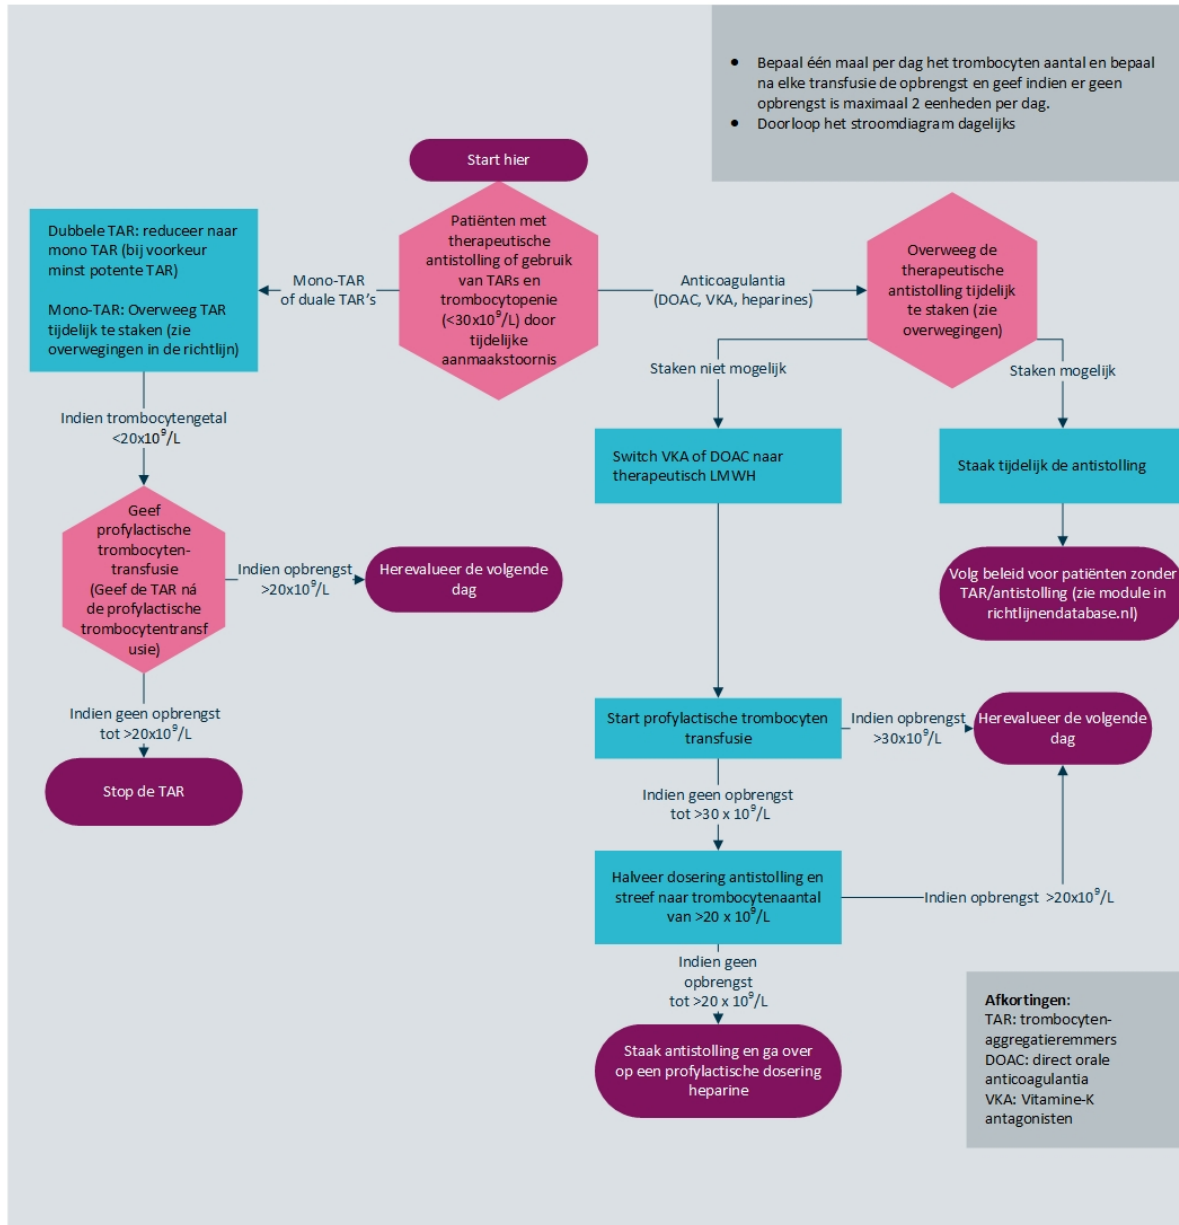 • Bepaal één maal per dag het trombocyten aantal en bepaal
na elke transfusie de opbrengst en geef indien er geen
opbrengst is maximaal 2 eenheden per dag.
• Doorloop het stroomdiagram dagelijks
Start hier
Patiënten met
therapeutische
antistolling of gebruik
van TARs en
trombocytopenie
(<30x10⁹/L) door
tijdelijke
aanmaakstoornis
Mono-TAR
of duale TAR's
Dubbele TAR: reduceer naar
mono TAR (bij voorkeur
minst potente TAR)
Mono-TAR: Overweeg TAR
tijdelijk te staken (zie
overwegingen in de richtlijn)
Indien trombocytengetal
<20x10⁹/L
Geef
profylactische
trombocyten-
transfusie
(Geef de TAR ná
de profylactische
trombocytentransf
usie)
Indien opbrengst
>20x10⁹/L
Herevalueer de volgende
dag
Indien geen opbrengst
tot >20x10⁹/L
Stop de TAR
Anticoagulantia
(DOAC, VKA, heparines)
Overweeg de
therapeutische
antistolling tijdelijk
te staken (zie
overwegingen)
Staken niet mogelijk
Staken mogelijk
Switch VKA of DOAC naar
therapeutisch LMWH
Staak tijdelijk de antistolling
Volg beleid voor patiënten zonder
TAR/antistolling (zie module in
richtlijnendatabase.nl)
Start profylactische trombocyten
transfusie
Indien opbrengst
>30x10⁹/L
Herevalueer de volgende
dag
Indien geen opbrengst
tot >30 x 10⁹/L
Halveer dosering antistolling en
streef naar trombocytenaantal
van >20 x 10⁹/L
Indien opbrengst >20x10⁹/L
Indien geen
opbrengst
tot >20 x 10⁹/L
Staak antistolling en ga over
op een profylactische dosering
heparine
Afkortingen:
TAR: trombocyten-
aggregatieremmers
DOAC: direct orale
anticoagulantia
VKA: Vitamine-K
antagonisten